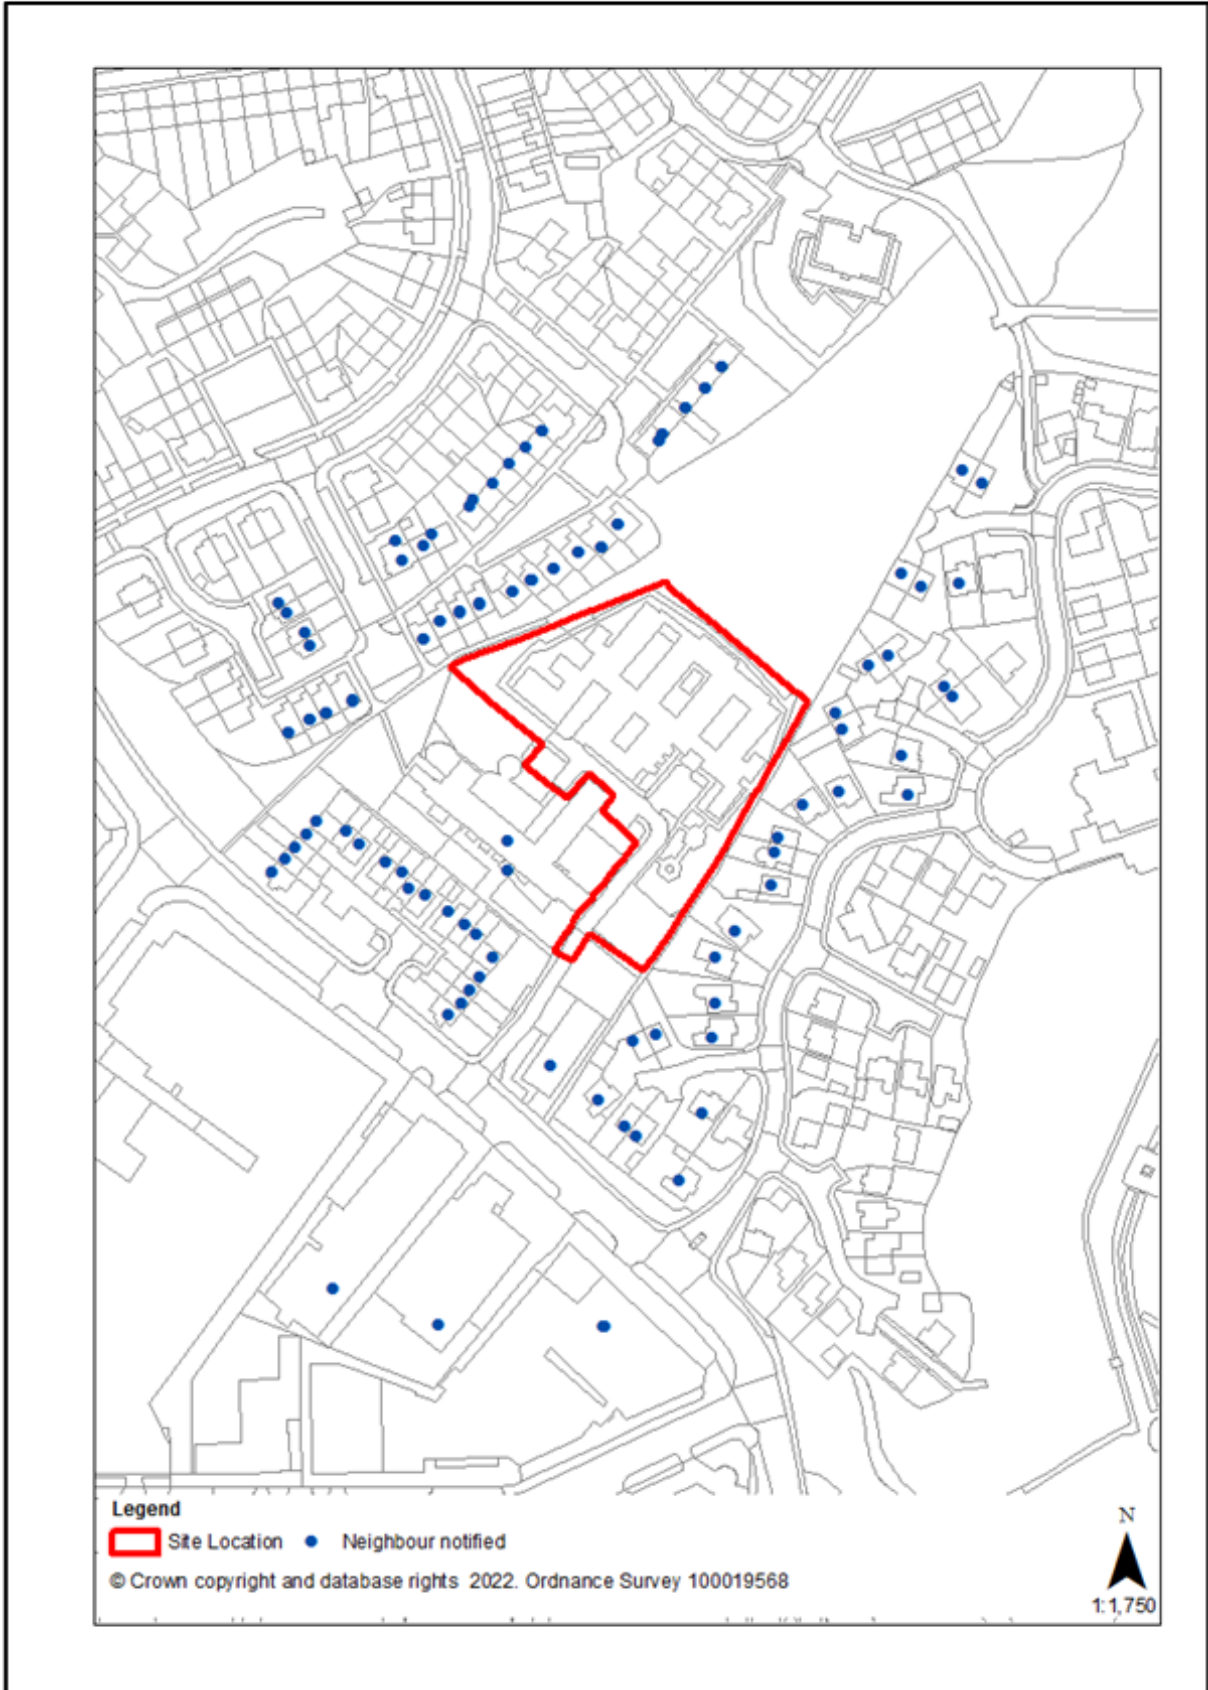 Legend
Site Location Neighbour notified
© Crown copyright and database rights 2022. Ordnance Survey 100019568
N
1:1,750